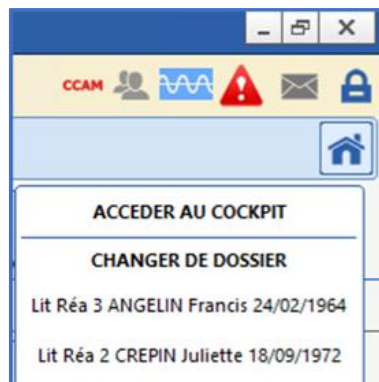 CCAM
ACCEDER AU COCKPIT
CHANGER DE DOSSIER
Lit Réa 3 ANGELIN Francis 24/02/1964
Lit Réa 2 CREPIN Juliette 18/09/1972